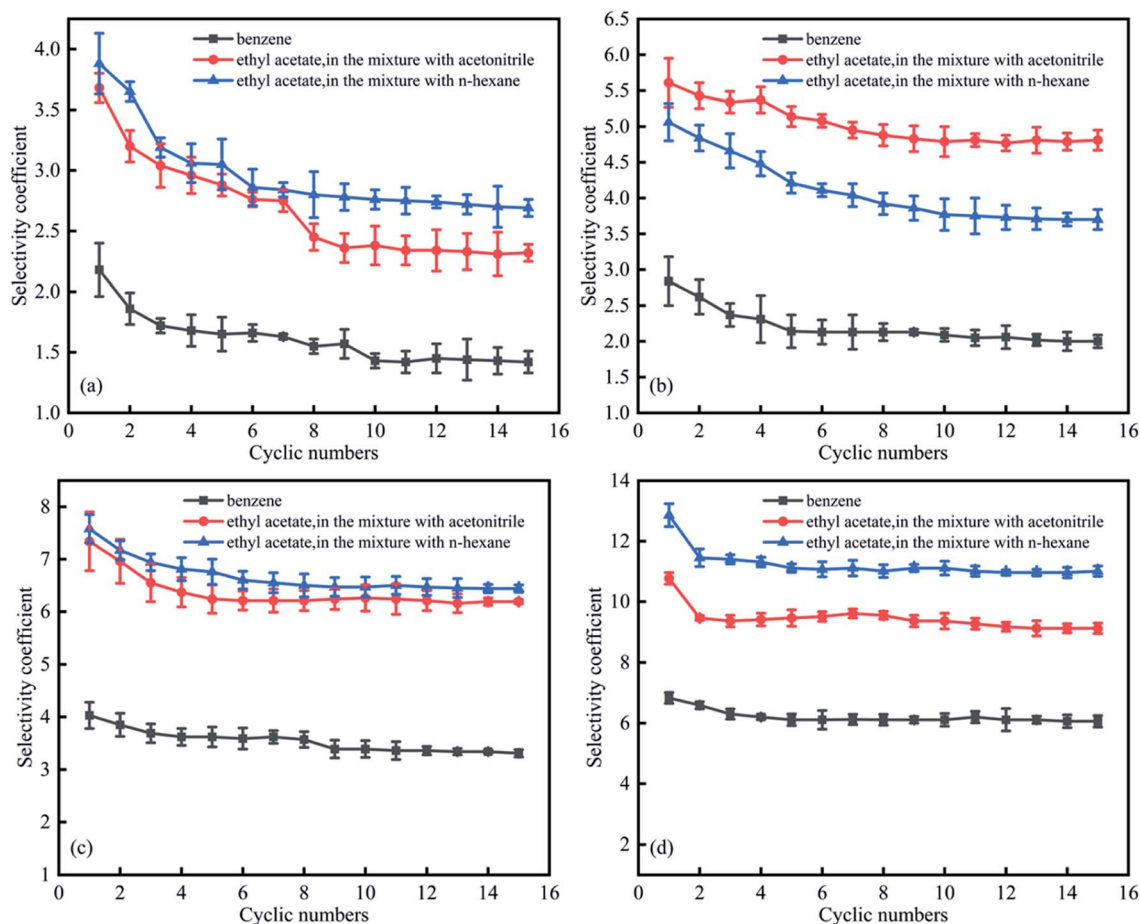 benzene
ethyl acetate,in the mixture with acetonitrile
ethyl acetate,in the mixture with n-hexane
4.0
3.5
3.0
2.5
2.0
1.5
1.0
Selectivity coefficient
(a)
0 2 4 6 8 10 12 14 16
Cyclic numbers
benzene
ethyl acetate,in the mixture with acetonitrile
ethyl acetate,in the mixture with n-hexane
6.5
6.0
5.5
5.0
4.5
4.0
3.5
3.0
2.5
2.0
1.5
1.0
Selectivity coefficient
(b)
0 2 4 6 8 10 12 14 16
Cyclic numbers
benzene
ethyl acetate,in the mixture with acetonitrile
ethyl acetate,in the mixture with n-hexane
8
7
6
5
4
3
2
1
Selectivity coefficient
(c)
0 2 4 6 8 10 12 14 16
Cyclic numbers
benzene
ethyl acetate,in the mixture with acetonitrile
ethyl acetate,in the mixture with n-hexane
14
12
10
8
6
4
2
Selectivity coefficient
(d)
0 2 4 6 8 10 12 14 16
Cyclic numbers